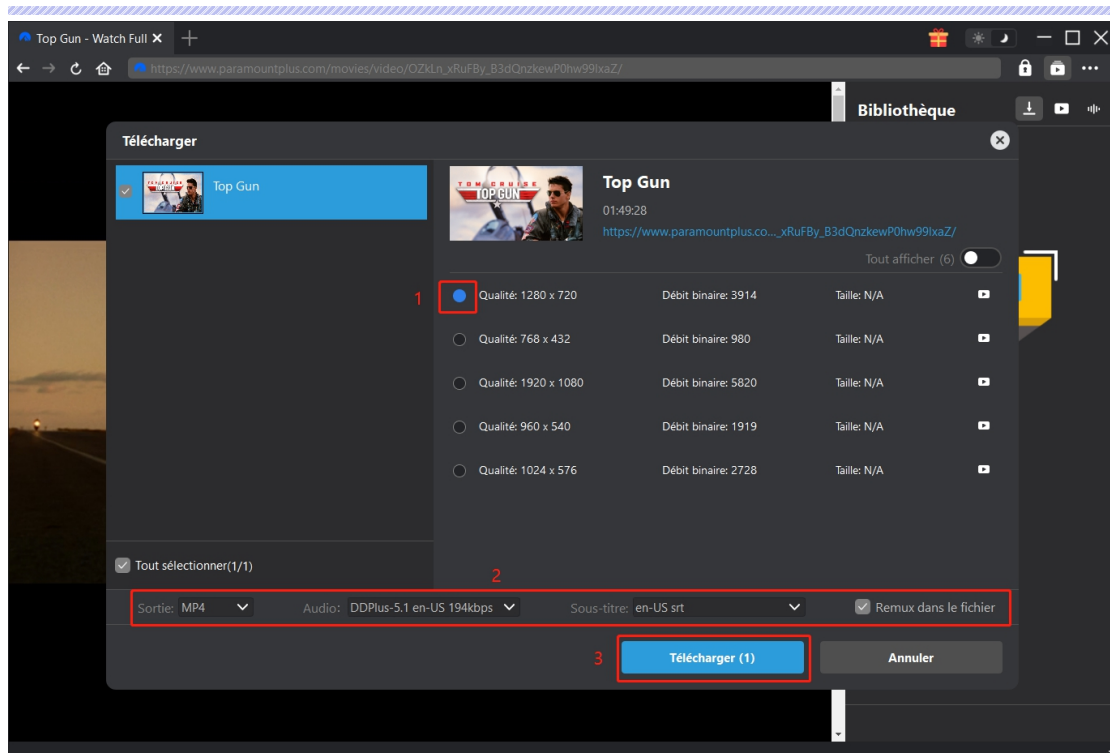 Top Gun - Watch Full
https://www.paramountplus.com/movies/video/OZkLn_xRuFBy_B3dQnzkewP0hw99lxaZ/
Bibliothèque
Télécharger
Top Gun
TOM CRUISE
TOP GUN
Top Gun
01:49:28
https://www.paramountplus.co..._xRuFBy_B3dQnzkewP0hw99lxaZ/
Tout afficher (6)
1 Qualité: 1280 x 720 Débit binaire: 3914 Taille: N/A
Qualité: 768 x 432 Débit binaire: 980 Taille: N/A
Qualité: 1920 x 1080 Débit binaire: 5820 Taille: N/A
Qualité: 960 x 540 Débit binaire: 1919 Taille: N/A
Qualité: 1024 x 576 Débit binaire: 2728 Taille: N/A
Tout sélectionner(1/1)
2
Sortie: MP4 Audio: DDPlus-5.1 en-US 194kbps Sous-titre: en-US srt Remux dans le fichier
3 Télécharger (1) Annuler